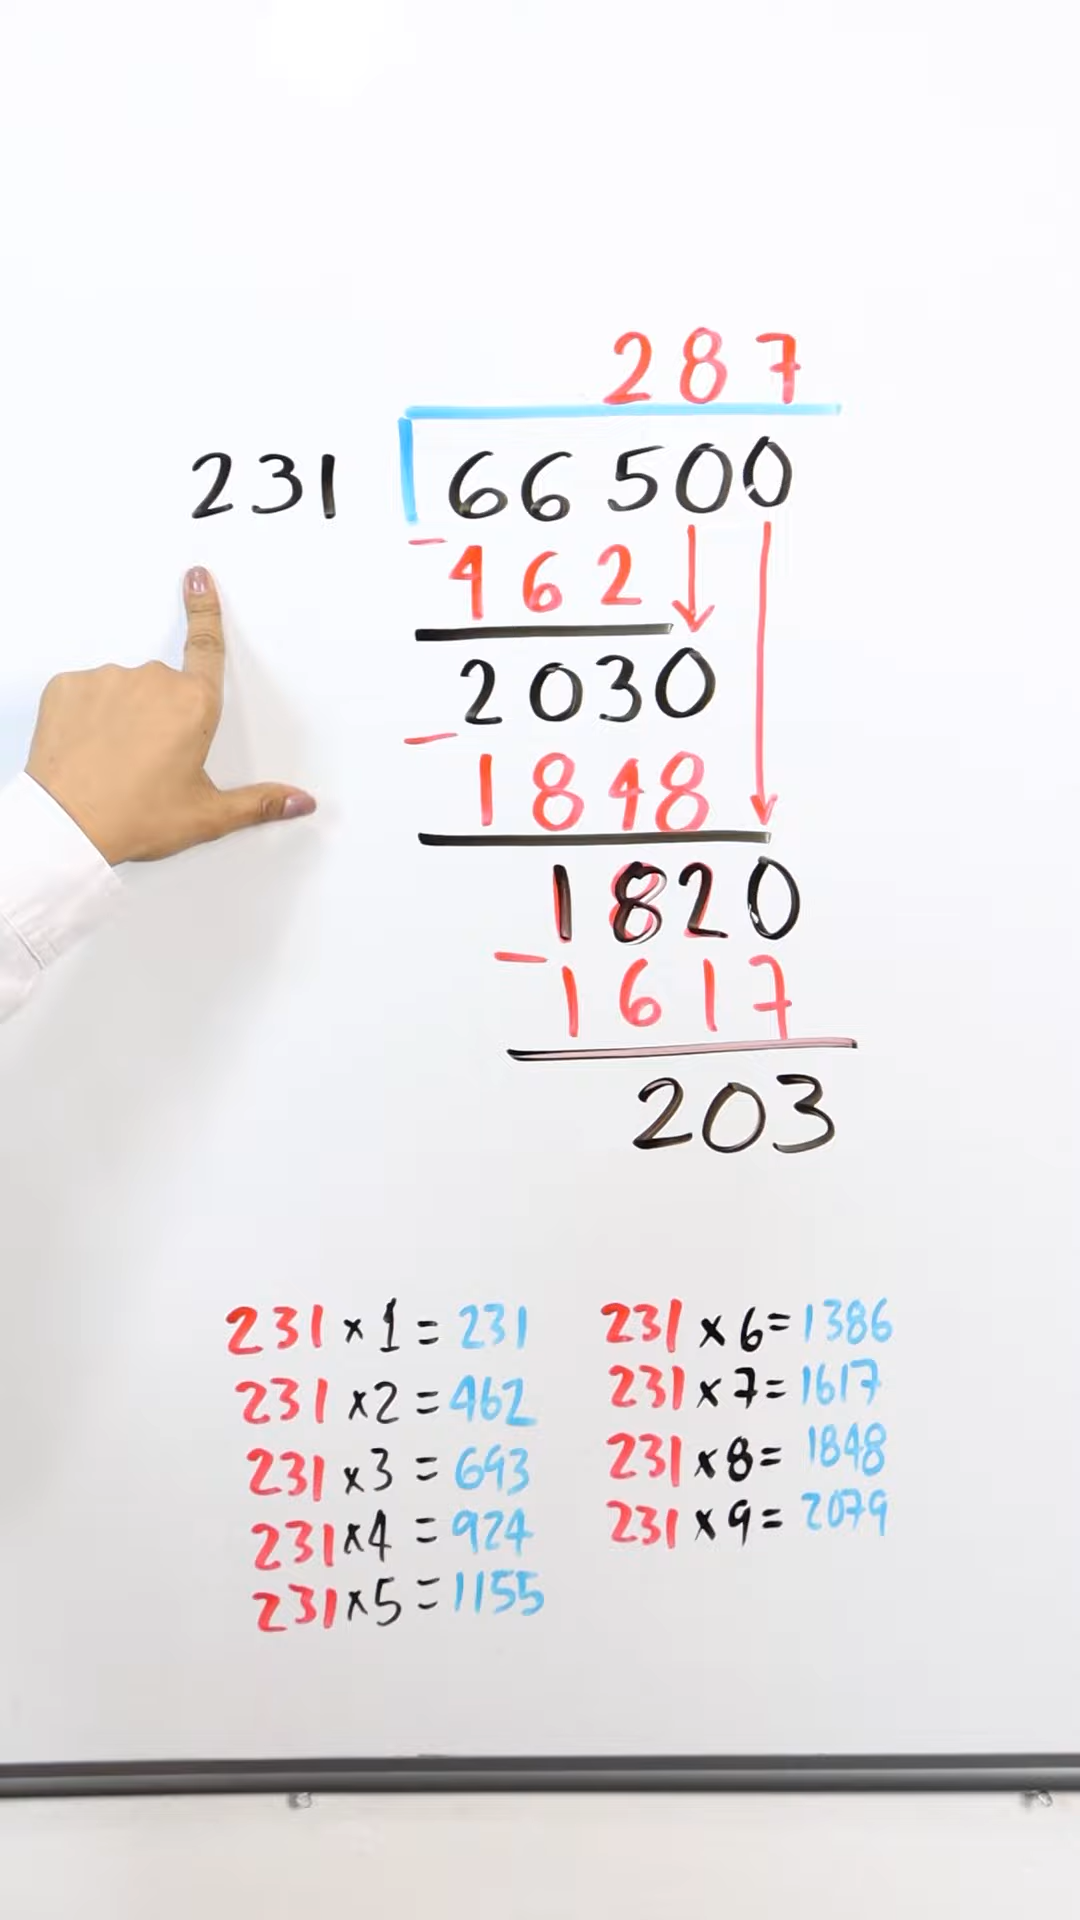 287
231 66500
- 462
2030
- 1848
1820
- 1617
203
231 × 1 = 231
231 × 2 = 462
231 × 3 = 693
231 × 4 = 924
231 × 5 = 1155
231 × 6 = 1386
231 × 7 = 1617
231 × 8 = 1848
231 × 9 = 2079